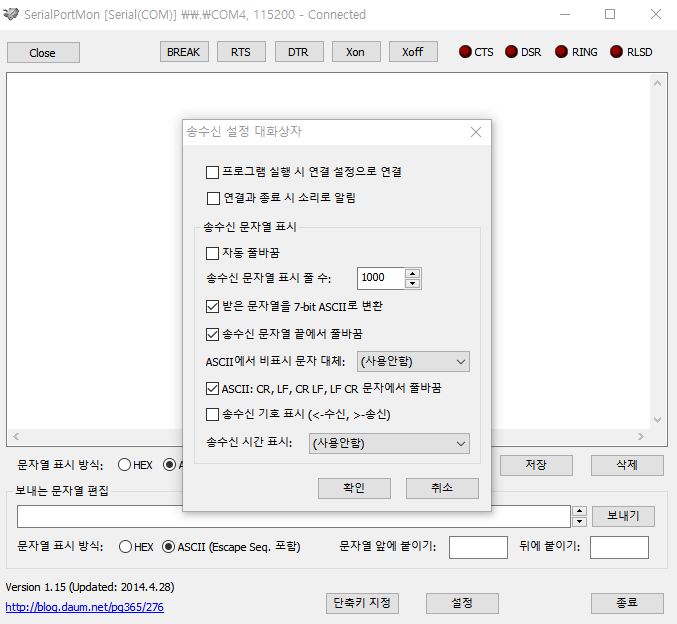 SerialPortMon [Serial(COM)] ₩₩.₩COM4, 115200 - Connected
Close BREAK RTS DTR Xon Xoff CTS DSR RING RLSD
송수신 설정 대화상자
프로그램 실행 시 연결 설정으로 연결
연결과 종료 시 소리로 알림
송수신 문자열 표시
자동 줄바꿈
송수신 문자열 표시 줄 수: 1000
받은 문자열을 7-bit ASCII로 변환
송수신 문자열 끝에서 줄바꿈
ASCII에서 비표시 문자 대체: (사용안함)
ASCII: CR, LF, CR LF, LF CR 문자에서 줄바꿈
송수신 기호 표시 (<-수신, >-송신)
송수신 시간 표시: (사용안함)
확인 취소
문자열 표시 방식: HEX 저장 삭제
보내는 문자열 편집
보내기
문자열 표시 방식: HEX ASCII (Escape Seq. 포함) 문자열 앞에 붙이기: 뒤에 붙이기:
Version 1.15 (Updated: 2014.4.28)
http://blog.daum.net/pg365/276
단축키 지정 설정 종료